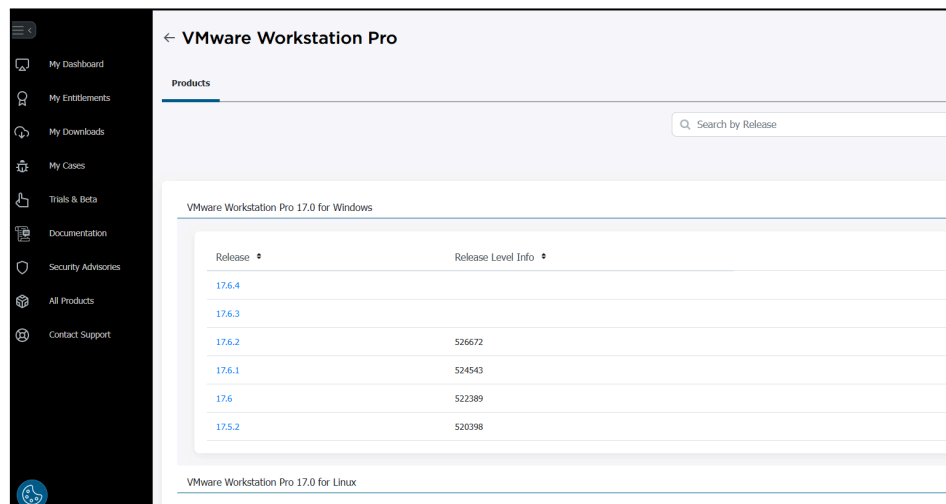 VMware Workstation Pro
My Dashboard
Products
My Entitlements
My Downloads
Search by Release
My Cases
Trials & Beta
VMware Workstation Pro 17.0 for Windows
Documentation
Release
Release Level Info
Security Advisories
17.6.4
All Products
17.6.3
Contact Support
17.6.2 526672
17.6.1 524543
17.6 522389
17.5.2 520398
VMware Workstation Pro 17.0 for Linux